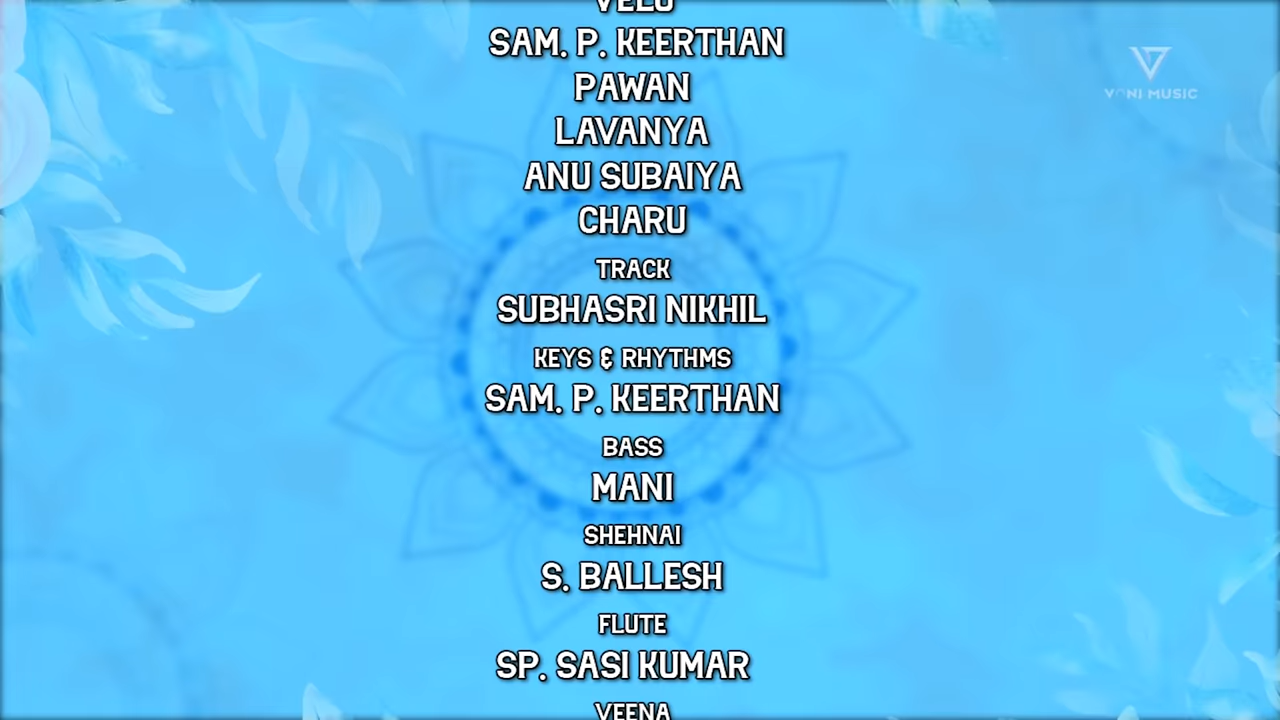 VELU
SAM. P. KEERTHAN
PAWAN
LAVANYA
ANU SUBAIYA
CHARU
TRACK
SUBHASRI NIKHIL
KEYS & RHYTHMS
SAM. P. KEERTHAN
BASS
MANI
SHEHNAI
S. BALLESH
FLUTE
SP. SASI KUMAR
VEENA
VONI MUSIC